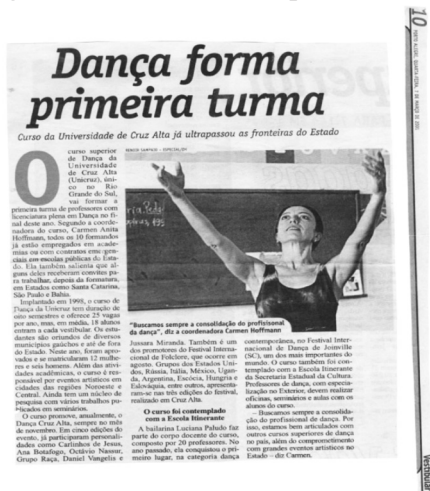 10
Dança forma
primeira turma
Curso da Universidade de Cruz Alta já ultrapassou as fronteiras do Estado
O curso superior
de Dança da
Universidade
de Cruz Alta
(Unicruz), úni-
co no Rio
Grande do Sul,
vai formar a
primeira turma de professores com
licenciatura plena em Dança no fi-
nal deste ano. Segundo a coorde-
nadora do curso, Carmen Anita
Hoffmann, todos os 10 formandos
já estão empregados em acade-
mias ou com contratos emergen-
ciais em escolas públicas do Esta-
do. Ela também salienta que al-
guns deles receberam convites pa-
ra trabalhar, depois da formatura,
em Estados como Santa Catarina,
São Paulo e Bahia.
Implantado em 1998, o curso de
Dança da Unicruz tem duração de
oito semestres e oferece 25 vagas
por ano, mas, em média, 18 alunos
entram a cada vestibular. Os estu-
dantes são oriundos de diversos
municípios gaúchos e até de fora
do Estado. Neste ano, foram apro-
vados e se matricularam 12 mulhe-
res e seis homens. Além das ativi-
dades acadêmicas, o curso é res-
ponsável por eventos artísticos em
cidades das regiões Noroeste e
Central. Ainda tem um núcleo de
pesquisa com vários trabalhos pu-
blicados em seminários.
O curso promove, anualmente, o
Dança Cruz Alta, sempre no mês
de novembro. Em cinco edições do
evento, já participaram personali-
dades como Carlinhos de Jesus,
Ana Botafogo, Octávio Nassur,
Grupo Raça, Daniel Vangelis e
"Buscamos sempre a consolidação do profissional
da dança", diz a coordenadora Carmen Hoffmann
Jussara Miranda. Também é um
dos promotores do Festival Interna-
cional de Folclore, que ocorre em
agosto. Grupos dos Estados Uni-
dos, Rússia, Itália, México, Ugan-
da, Argentina, Escócia, Hungria e
Eslováquia, entre outros, apresenta-
ram-se nas três edições do festival,
realizado em Cruz Alta.
O curso foi contemplado
com a Escola Itinerante
A bailarina Luciana Paludo faz
parte do corpo docente do curso,
composto por 20 professores. No
ano passado, ela conquistou o pri-
meiro lugar, na categoria dança
contemporânea, no Festival Inter-
nacional de Dança de Joinville
(SC), um dos mais importantes do
mundo. O curso também foi con-
templado com a Escola Itinerante
da Secretaria Estadual da Cultura.
Professores de dança, com especia-
lização no Exterior, devem realizar
oficinas, seminários e aulas com os
alunos do curso.
– Buscamos sempre a consolida-
ção do profissional de dança. Por
isso, estamos bem articulados com
outros cursos superiores de dança
no país, além do comprometimento
com grandes eventos artísticos no
Estado – diz Carmen.
Vestibular